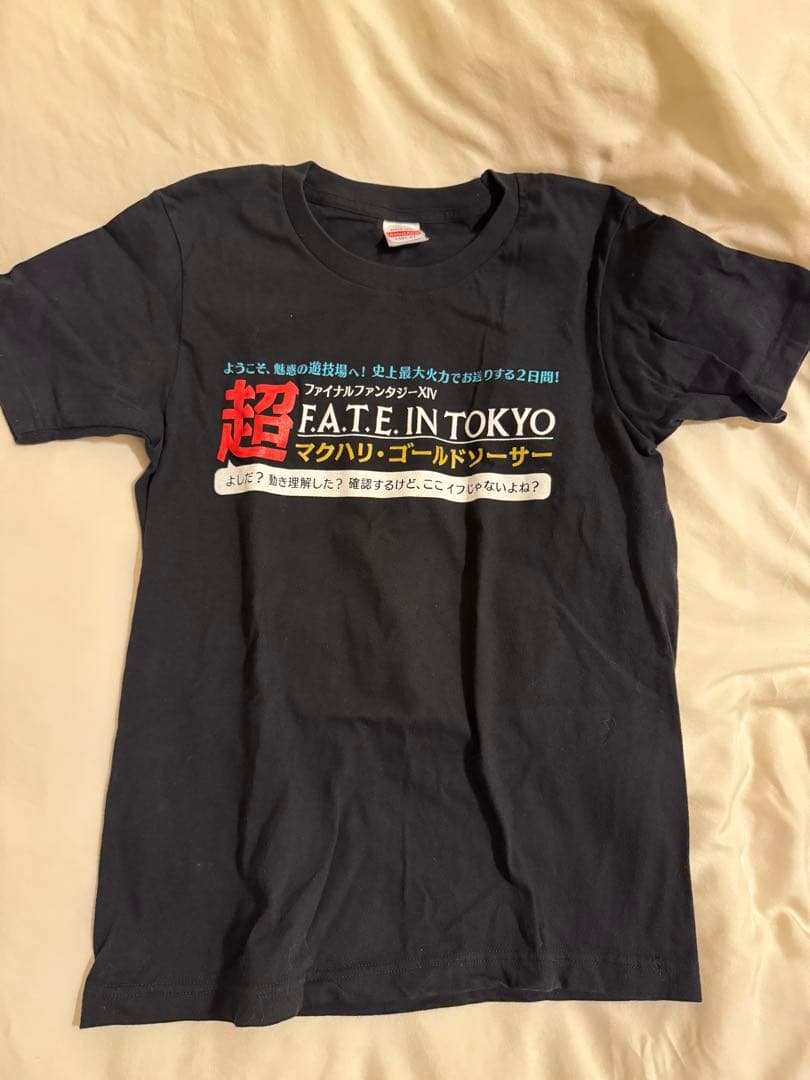 ようこそ、魅惑の遊技場へ! 史上最大火力でお送りする2日間!
超
ファイナルファンタジーXIV
F.A.T.E. IN TOKYO
マクハリ・ゴールドソーサー
よしだ? 動き理解した? 確認するけど、ここイフじゃないよね?